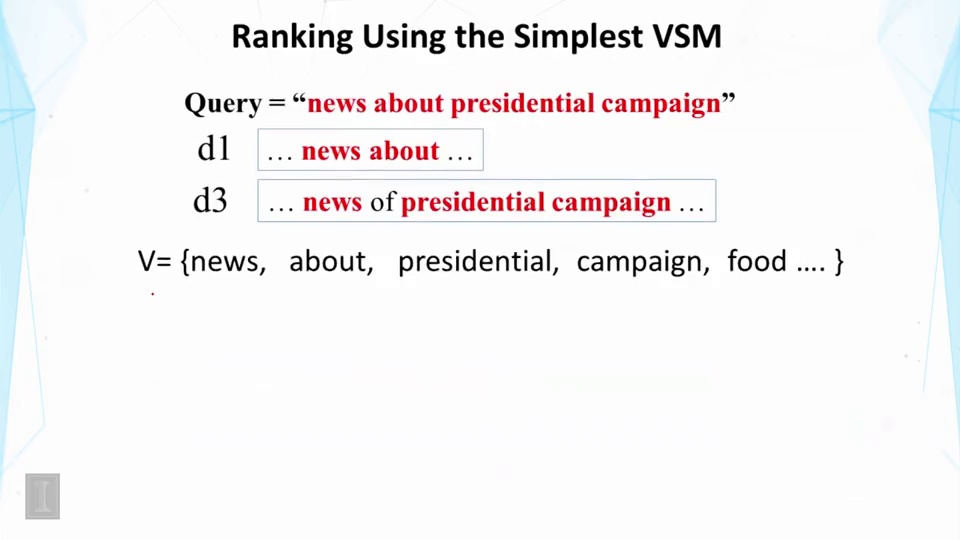 Ranking Using the Simplest VSM
Query = “news about presidential campaign”
d1 … news about …
d3 … news of presidential campaign …
V= {news, about, presidential, campaign, food …. }
I